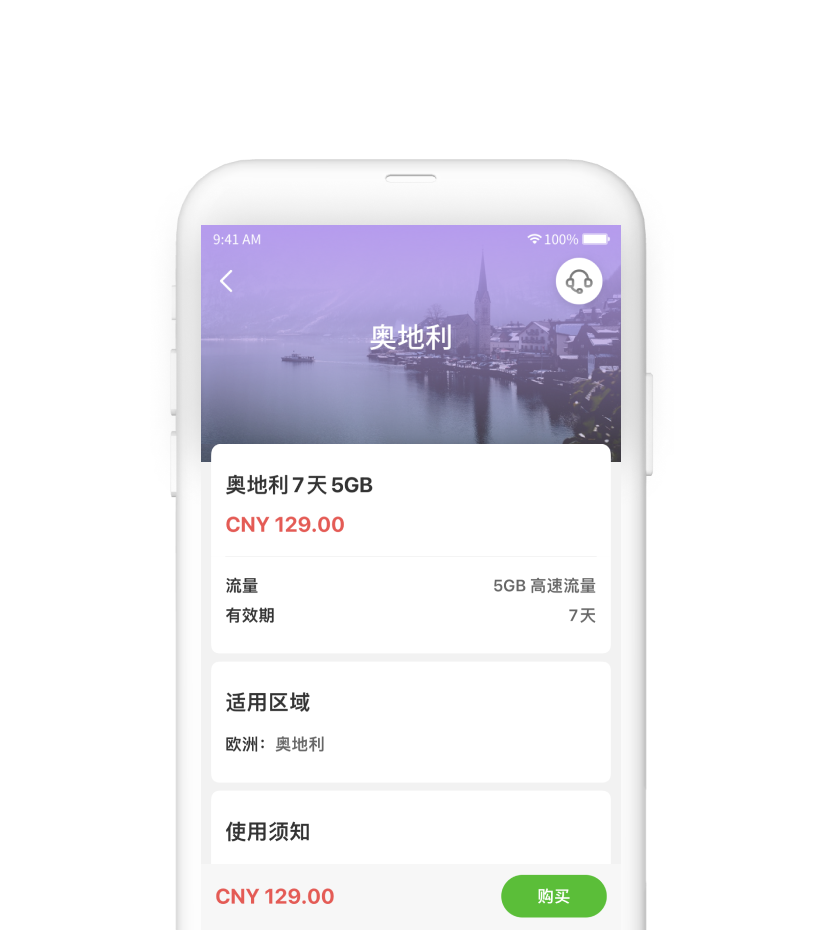 9:41 AM 100%
奥地利
奥地利 7 天 5GB
CNY 129.00
流量 5GB 高速流量
有效期 7 天
适用区域
欧洲：奥地利
使用须知
CNY 129.00 购买